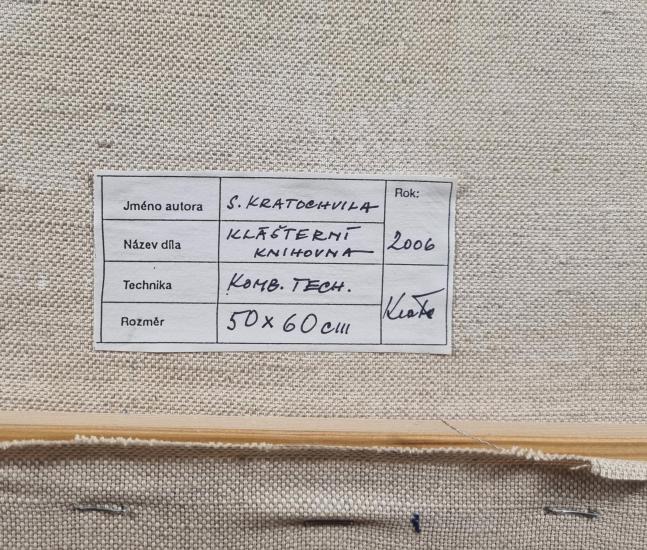 Jméno autora S. KRATOCHVILA Rok:
Název díla KLÁŠTERNÍ KNIHOVNA 2006
Technika KOMB. TECH.
Rozměr 50 x 60 cm